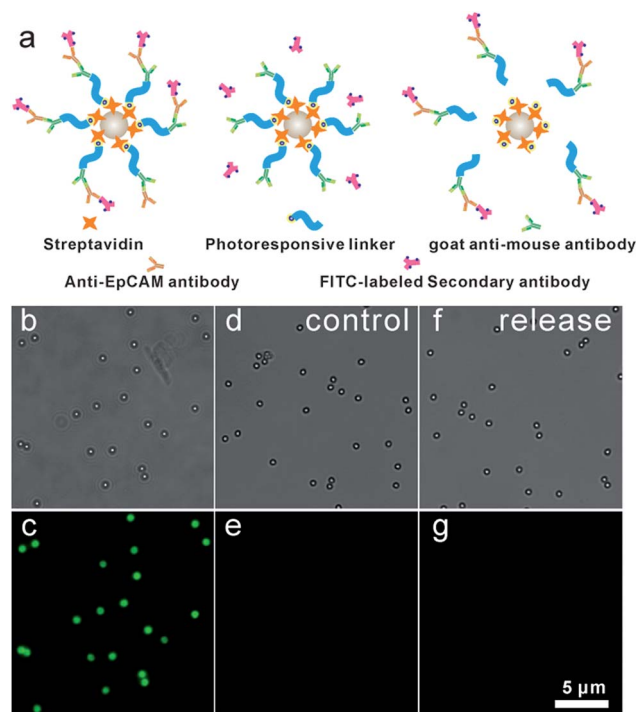 a
Streptavidin Photoresponsive linker goat anti-mouse antibody
Anti-EpCAM antibody FITC-labeled Secondary antibody
b d control f release
c e g
5 µm